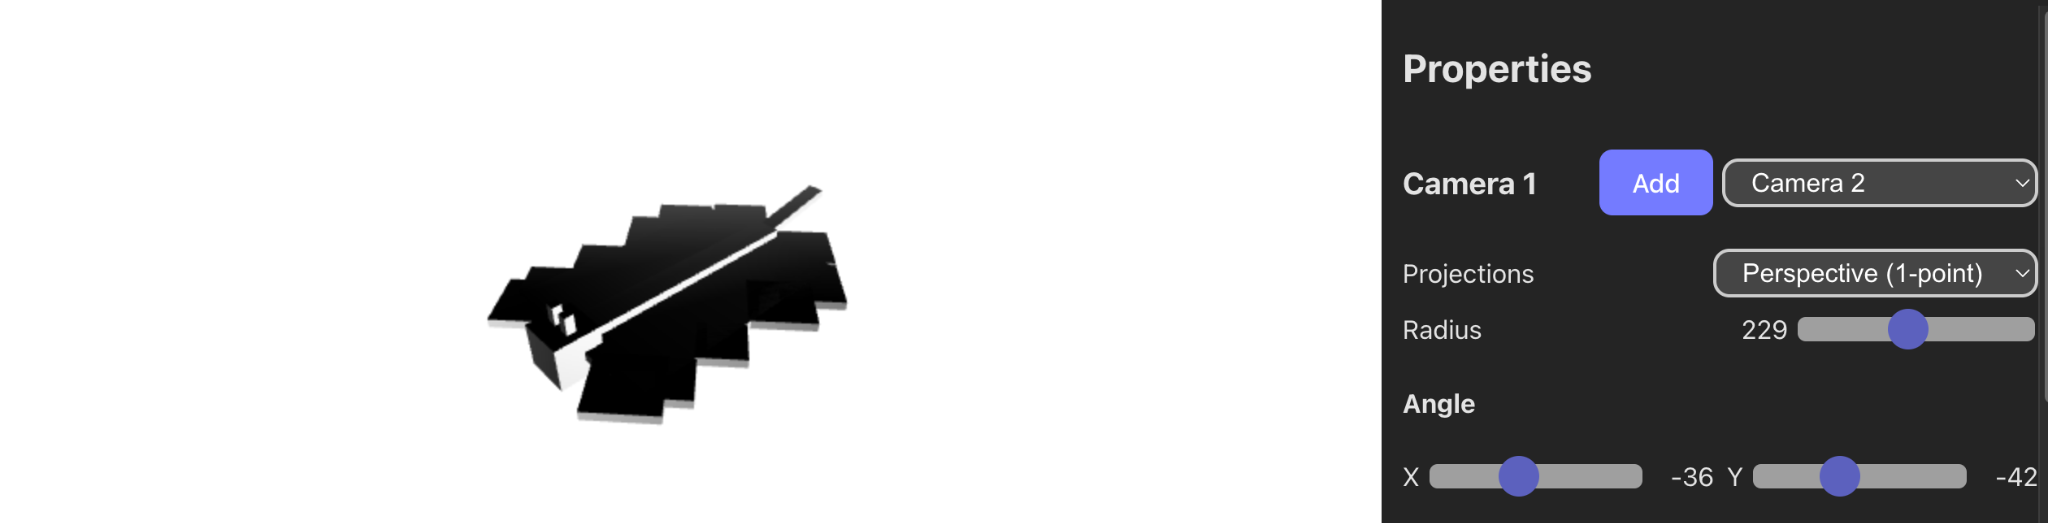 Properties
Camera 1 Add Camera 2
Projections Perspective (1-point)
Radius 229
Angle
X -36 Y -42